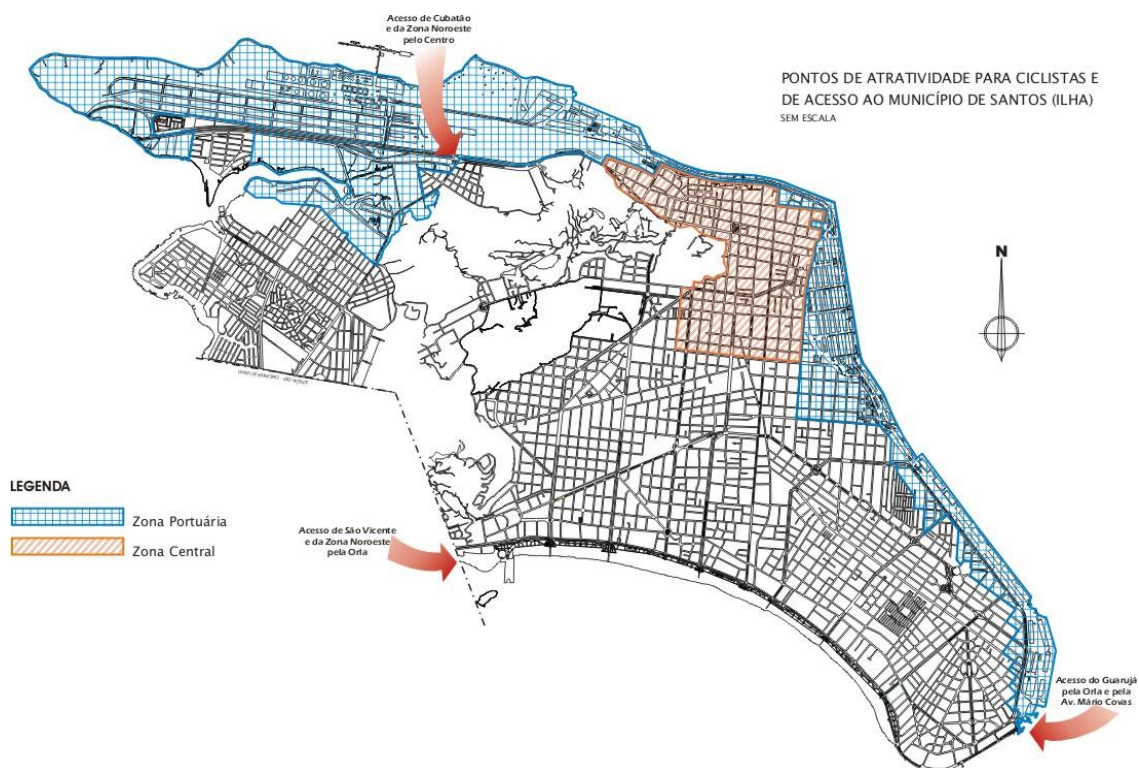 Acesso de Cubatão
e da Zona Noroeste
pelo Centro
PONTOS DE ATRATIVIDADE PARA CICLISTAS E
DE ACESSO AO MUNICÍPIO DE SANTOS (ILHA)
SEM ESCALA
N
LEGENDA
Zona Portuária
Zona Central
Acesso de São Vicente
e da Zona Noroeste
pela Orla
Acesso do Guarujá
pela Orla e pela
Av. Mário Covas